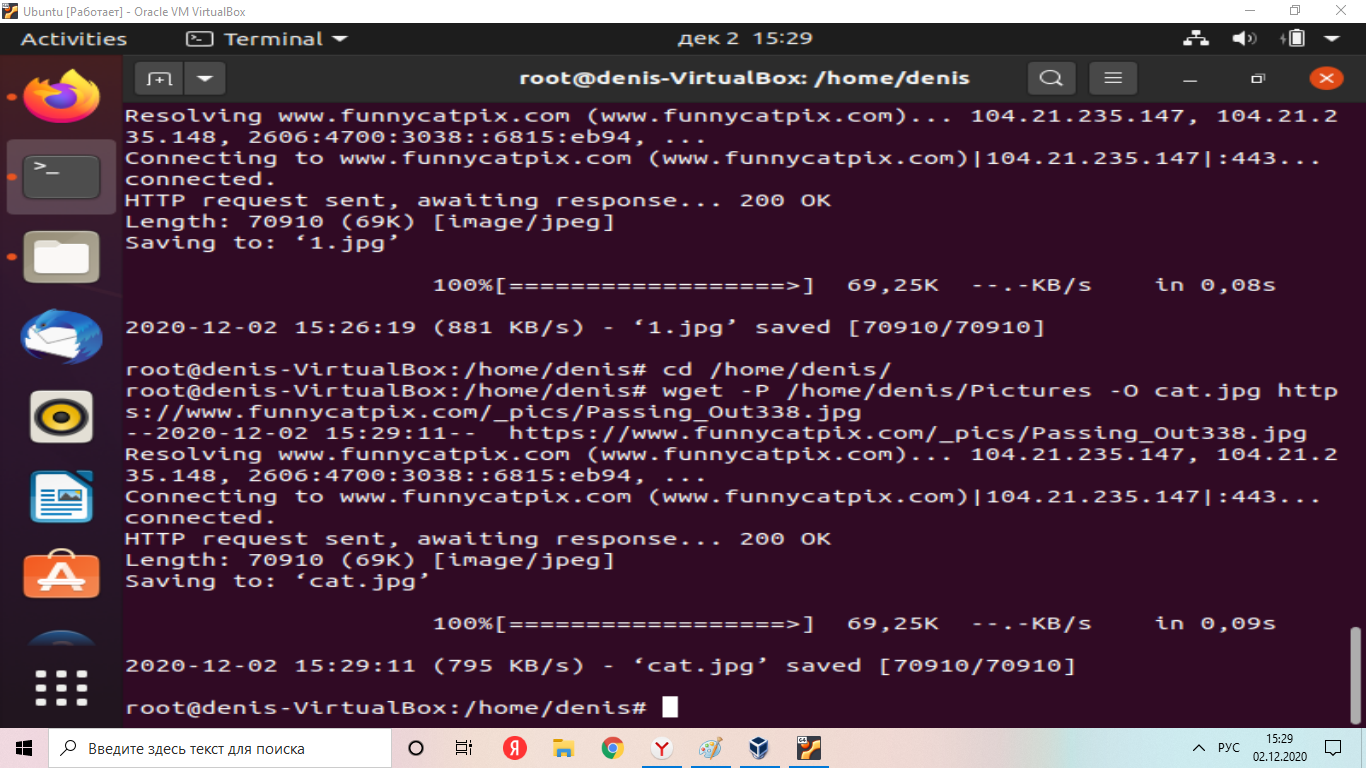 Ubuntu [Работает] - Oracle VM VirtualBox
Activities Terminal дек 2 15:29
root@denis-VirtualBox: /home/denis
Resolving www.funnycatpix.com (www.funnycatpix.com)... 104.21.235.147, 104.21.2
35.148, 2606:4700:3038::6815:eb94, ...
Connecting to www.funnycatpix.com (www.funnycatpix.com)|104.21.235.147|:443...
connected.
HTTP request sent, awaiting response... 200 OK
Length: 70910 (69K) [image/jpeg]
Saving to: ‘1.jpg’
100%[==================>] 69,25K --.-KB/s in 0,08s
2020-12-02 15:26:19 (881 KB/s) - ‘1.jpg’ saved [70910/70910]
root@denis-VirtualBox:/home/denis# cd /home/denis/
root@denis-VirtualBox:/home/denis# wget -P /home/denis/Pictures -O cat.jpg http
s://www.funnycatpix.com/_pics/Passing_Out338.jpg
--2020-12-02 15:29:11-- https://www.funnycatpix.com/_pics/Passing_Out338.jpg
Resolving www.funnycatpix.com (www.funnycatpix.com)... 104.21.235.147, 104.21.2
35.148, 2606:4700:3038::6815:eb94, ...
Connecting to www.funnycatpix.com (www.funnycatpix.com)|104.21.235.147|:443...
connected.
HTTP request sent, awaiting response... 200 OK
Length: 70910 (69K) [image/jpeg]
Saving to: ‘cat.jpg’
100%[==================>] 69,25K --.-KB/s in 0,09s
2020-12-02 15:29:11 (795 KB/s) - ‘cat.jpg’ saved [70910/70910]
root@denis-VirtualBox:/home/denis#
Введите здесь текст для поиска
РУС
15:29
02.12.2020